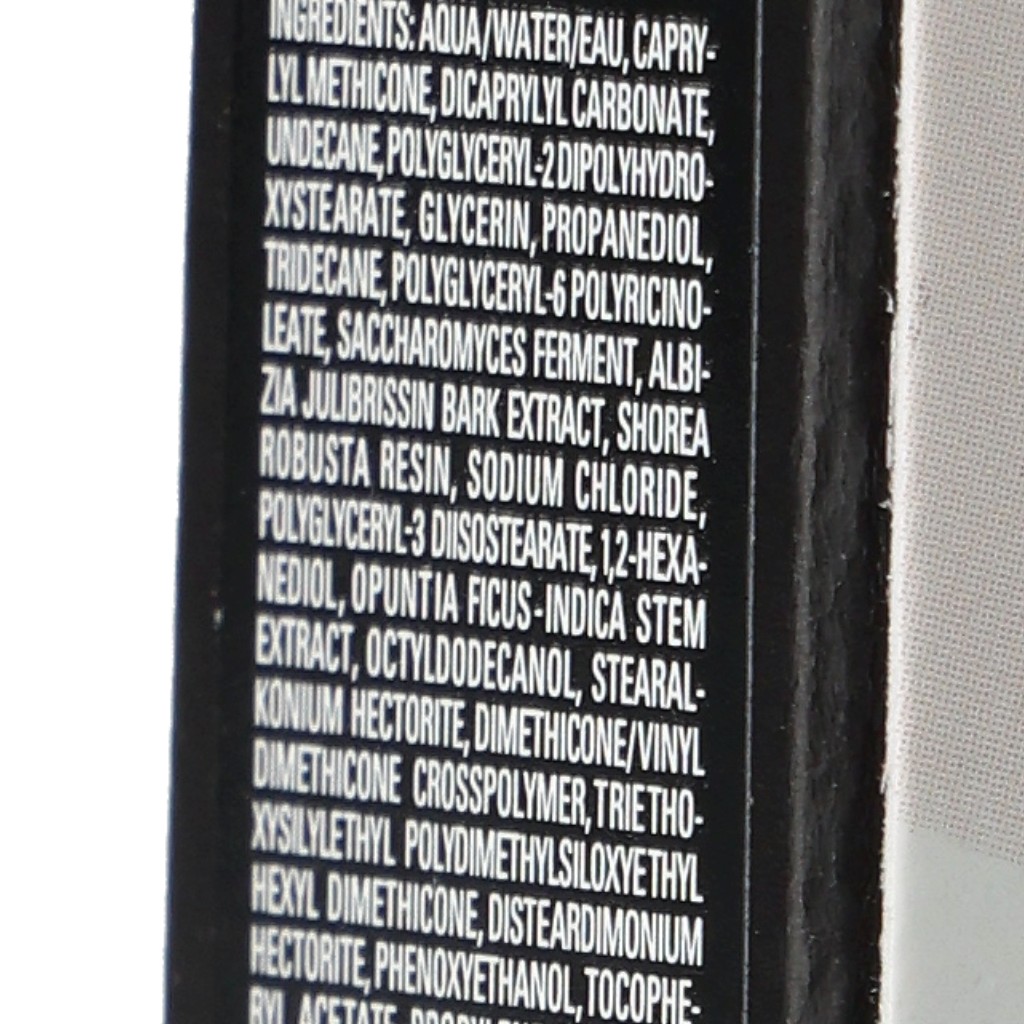 INGREDIENTS: AQUA/WATER/EAU, CAPRY-
LYL METHICONE, DICAPRYLYL CARBONATE,
UNDECANE, POLYGLYCERYL-2 DIPOLYHYDRO-
XYSTEARATE, GLYCERIN, PROPANEDIOL,
TRIDECANE, POLYGLYCERYL-6 POLYRICINO-
LEATE, SACCHAROMYCES FERMENT, ALBI-
ZIA JULIBRISSIN BARK EXTRACT, SHOREA
ROBUSTA RESIN, SODIUM CHLORIDE,
POLYGLYCERYL-3 DIISOSTEARATE, 1,2-HEXA-
NEDIOL, OPUNTIA FICUS-INDICA STEM
EXTRACT, OCTYLDODECANOL, STEARAL-
KONIUM HECTORITE, DIMETHICONE/VINYL
DIMETHICONE CROSSPOLYMER, TRIETHO-
XYSILYLETHYL POLYDIMETHYLSILOXYETHYL
HEXYL DIMETHICONE, DISTEARDIMONIUM
HECTORITE, PHENOXYETHANOL, TOCOPHE-
RYL ACETATE,